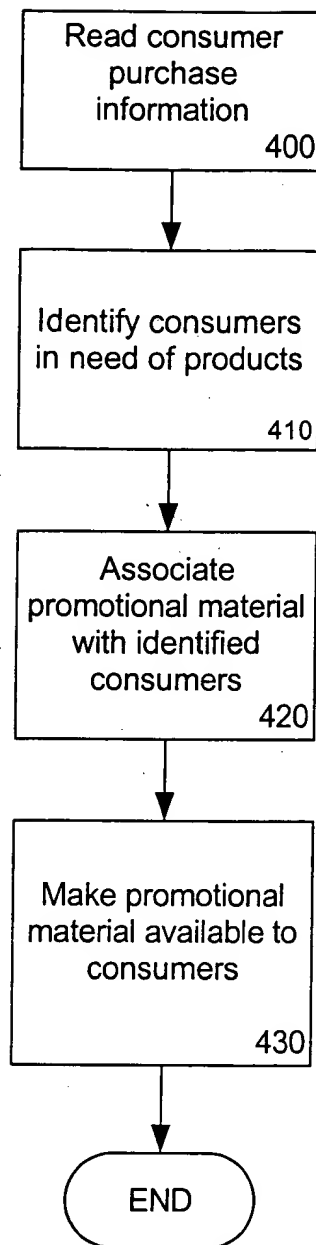 Read consumer
purchase
information
400
Identify consumers
in need of products
410
Associate
promotional material
with identified
consumers
420
Make promotional
material available to
consumers
430
END